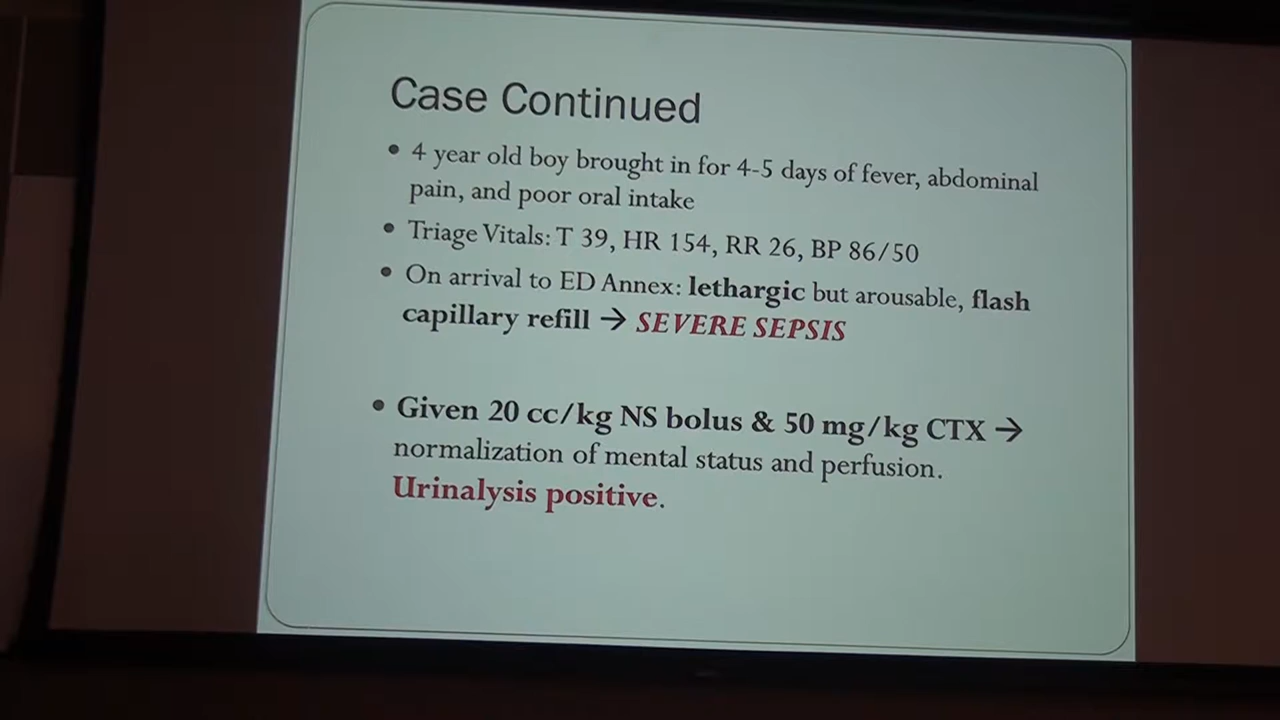 Case Continued
• 4 year old boy brought in for 4-5 days of fever, abdominal
pain, and poor oral intake
• Triage Vitals: T 39, HR 154, RR 26, BP 86/50
• On arrival to ED Annex: lethargic but arousable, flash
capillary refill → SEVERE SEPSIS
• Given 20 cc/kg NS bolus & 50 mg/kg CTX →
normalization of mental status and perfusion.
Urinalysis positive.